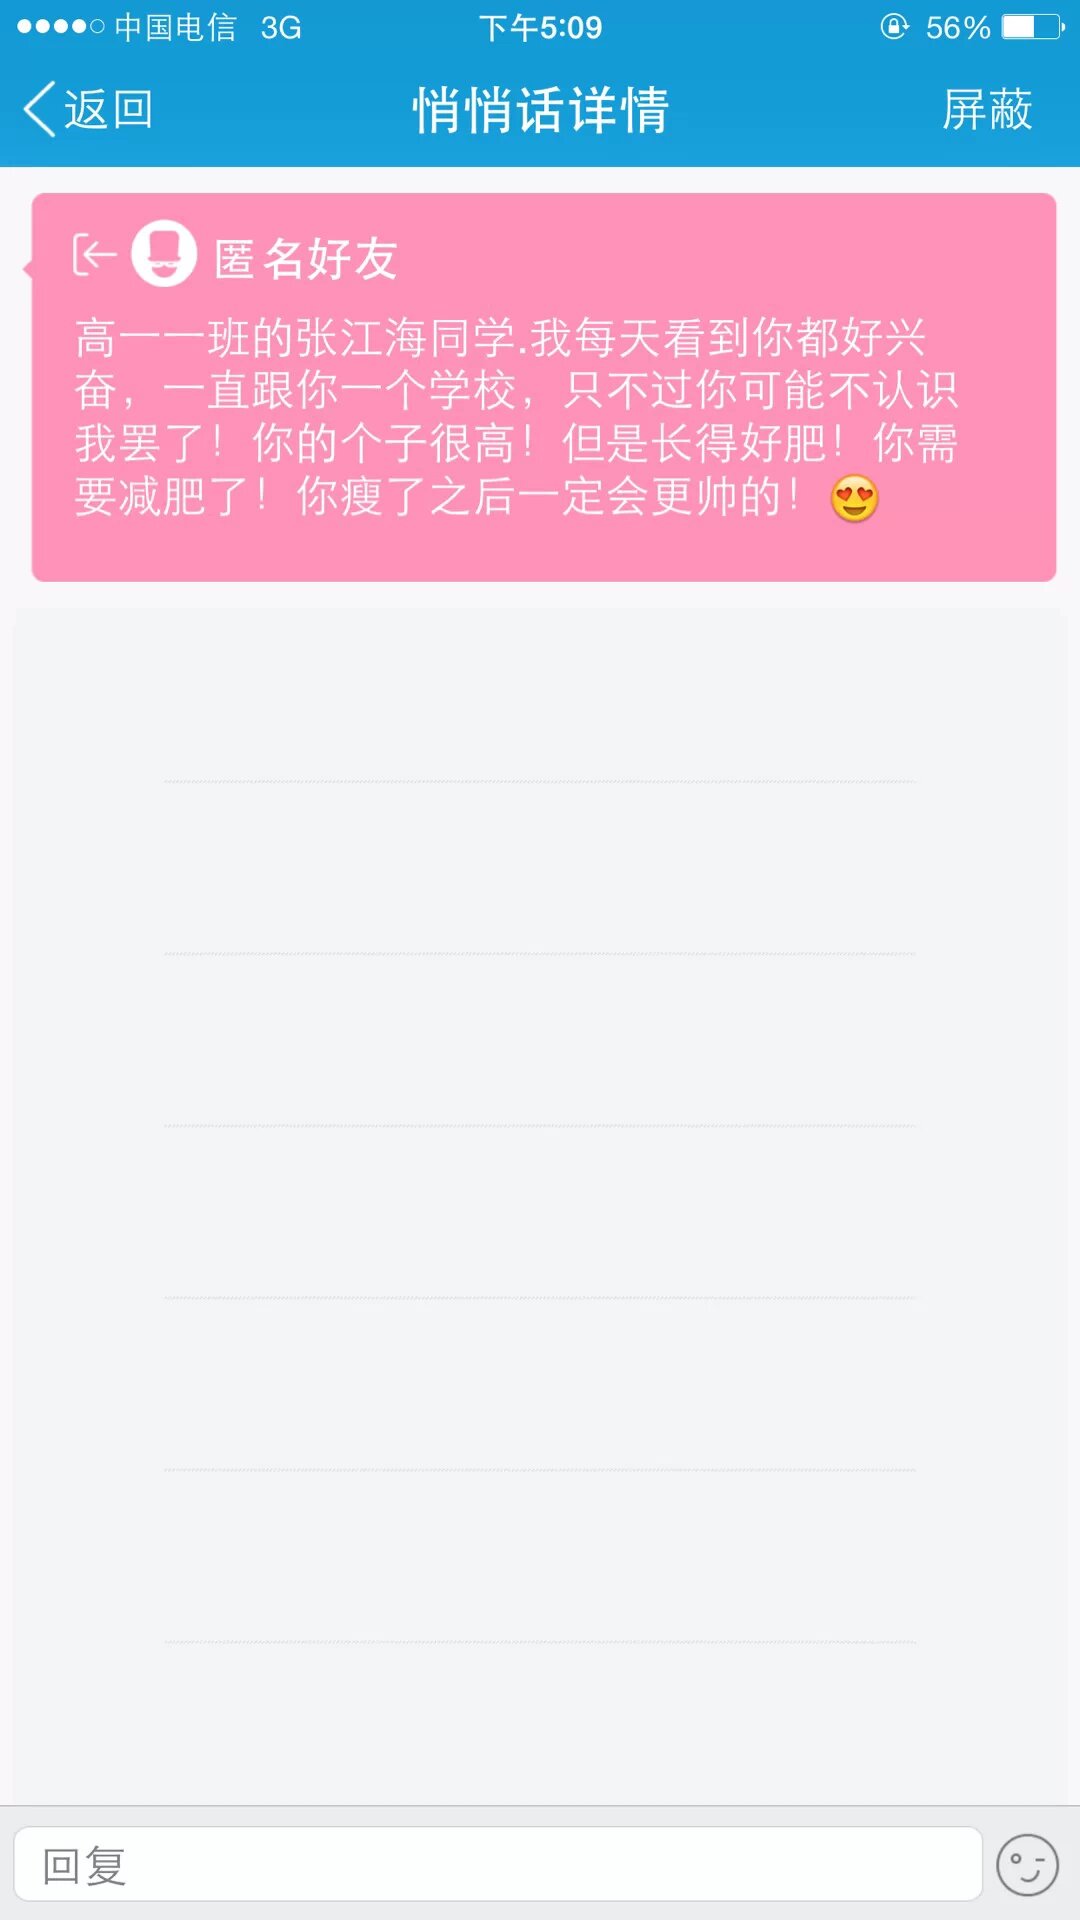 中国电信 3G 下午5:09 56%
返回 悄悄话详情 屏蔽
匿名好友
高一一班的张江海同学.我每天看到你都好兴
奋，一直跟你一个学校，只不过你可能不认识
我罢了！你的个子很高！但是长得好肥！你需
要减肥了！你瘦了之后一定会更帅的！😍
回复